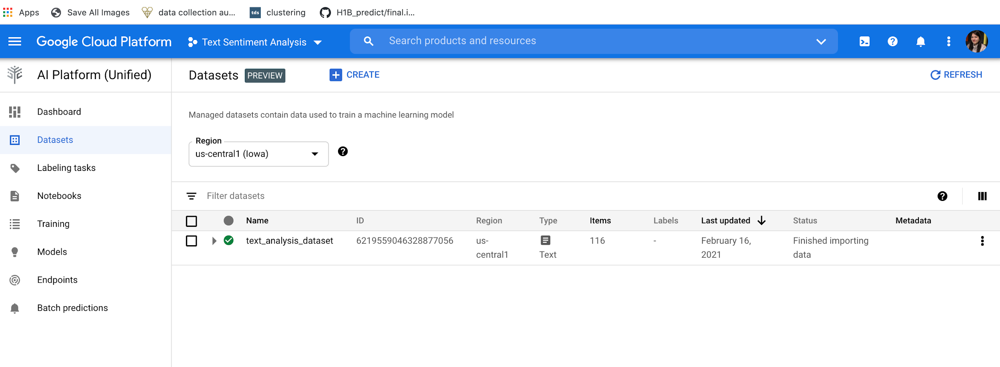 Apps Save All Images data collection au... tds clustering H1B_predict/final.i...
Google Cloud Platform Text Sentiment Analysis Search products and resources
AI Platform (Unified) Datasets PREVIEW CREATE REFRESH
Dashboard
Datasets
Labeling tasks
Notebooks
Training
Models
Endpoints
Batch predictions
Managed datasets contain data used to train a machine learning model
Region
us-central1 (Iowa)
Filter datasets
Name ID Region Type Items Labels Last updated Status Metadata
text_analysis_dataset 6219559046328877056 us- 116 - February 16, Finished importing
central1 Text 2021 data